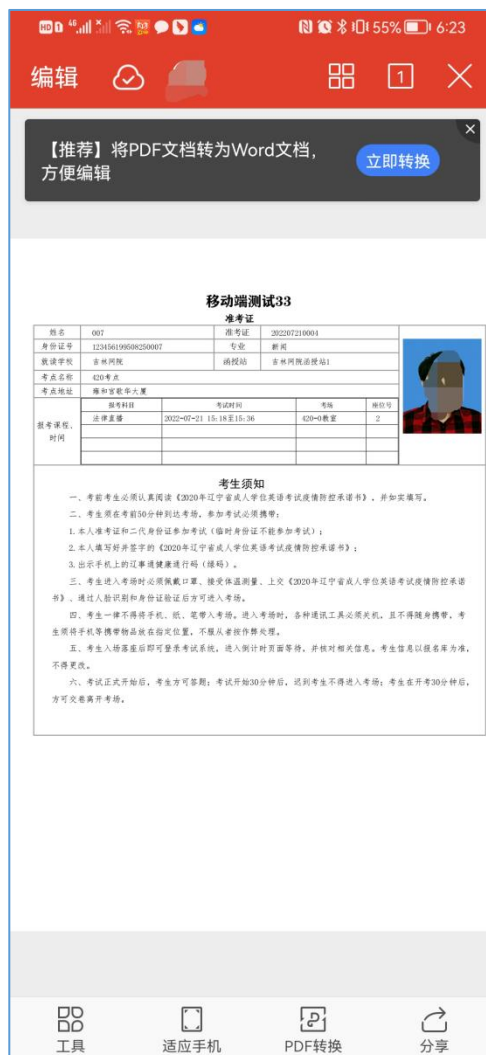 HD 46 55% 6:23
编辑 1
【推荐】将PDF文档转为Word文档，
方便编辑
立即转换
移动端测试33
准考证
姓名 007 准考证 202207210004
身份证号 123456199508250007 专业 新闻
就读学校 吉林网院 函授站 吉林网院函授站1
考点名称 420考点
考点地址 雍和宫歌华大厦
报考课程、
时间
报考科目 考试时间 考场 座位号
法律直播 2022-07-21 15:18至15:36 420-0教室 2
考生须知
一、考前考生必须认真阅读《2020年辽宁省成人学位英语考试疫情防控承诺书》，并如实填写。
二、考生须在考前50分钟到达考场。参加考试必须携带：
1.本人准考证和二代身份证参加考试（临时身份证不能参加考试）；
2.本人填写好并签字的《2020年辽宁省成人学位英语考试疫情防控承诺书》；
3.出示手机上的辽事通健康通行码（绿码）。
三、考生进入考场时必须佩戴口罩、接受体温测量、上交《2020年辽宁省成人学位英语考试疫情防控承诺
书》、通过人脸识别和身份证验证后方可进入考场。
四、考生一律不得将手机、纸、笔带入考场。进入考场时，各种通讯工具必须关机，且不得随身携带，考
生须将手机等携带物品放在指定位置，不服从者按作弊处理。
五、考生入场落座后即可登录考试系统，进入倒计时页面等待，并核对相关信息。考生信息以报名库为准，
不得更改。
六、考试正式开始后，考生方可答题；考试开始30分钟后，迟到考生不得进入考场；考生在开考30分钟后，
方可交卷离开考场。
工具 适应手机 PDF转换 分享